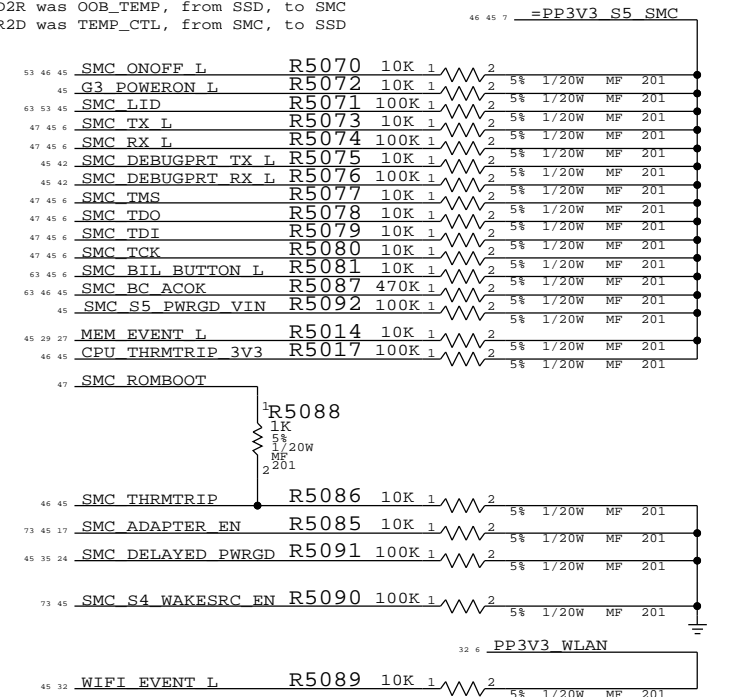 D2R was OOB_TEMP, from SSD, to SMC
R2D was TEMP_CTL, from SMC, to SSD
46 45 7 =PP3V3_S5_SMC
53 46 45 SMC_ONOFF_L R5070 10K 1 2 5% 1/20W MF 201
45 G3_POWERON_L R5072 10K 1 2 5% 1/20W MF 201
63 53 45 SMC_LID R5071 100K 1 2 5% 1/20W MF 201
47 45 6 SMC_TX_L R5073 10K 1 2 5% 1/20W MF 201
47 45 6 SMC_RX_L R5074 100K 1 2 5% 1/20W MF 201
45 42 SMC_DEBUGPRT_TX_L R5075 10K 1 2 5% 1/20W MF 201
45 42 SMC_DEBUGPRT_RX_L R5076 100K 1 2 5% 1/20W MF 201
47 45 6 SMC_TMS R5077 10K 1 2 5% 1/20W MF 201
47 45 6 SMC_TDO R5078 10K 1 2 5% 1/20W MF 201
47 45 6 SMC_TDI R5079 10K 1 2 5% 1/20W MF 201
47 45 6 SMC_TCK R5080 10K 1 2 5% 1/20W MF 201
63 45 6 SMC_BIL_BUTTON_L R5081 10K 1 2 5% 1/20W MF 201
63 46 45 SMC_BC_ACOK R5087 470K 1 2 5% 1/20W MF 201
45 SMC_S5_PWRGD_VIN R5092 100K 1 2 5% 1/20W MF 201
45 29 27 MEM_EVENT_L R5014 10K 1 2 5% 1/20W MF 201
46 45 CPU_THRMTRIP_3V3 R5017 100K 1 2 5% 1/20W MF 201
47 SMC_ROMBOOT
1 R5088
1K
5%
1/20W
MF
2 201
46 45 SMC_THRMTRIP R5086 10K 1 2 5% 1/20W MF 201
73 45 17 SMC_ADAPTER_EN R5085 10K 1 2 5% 1/20W MF 201
45 35 24 SMC_DELAYED_PWRGD R5091 100K 1 2 5% 1/20W MF 201
73 45 SMC_S4_WAKESRC_EN R5090 100K 1 2 5% 1/20W MF 201
32 6 PP3V3_WLAN
45 32 WIFI_EVENT_L R5089 10K 1 2 5% 1/20W MF 201